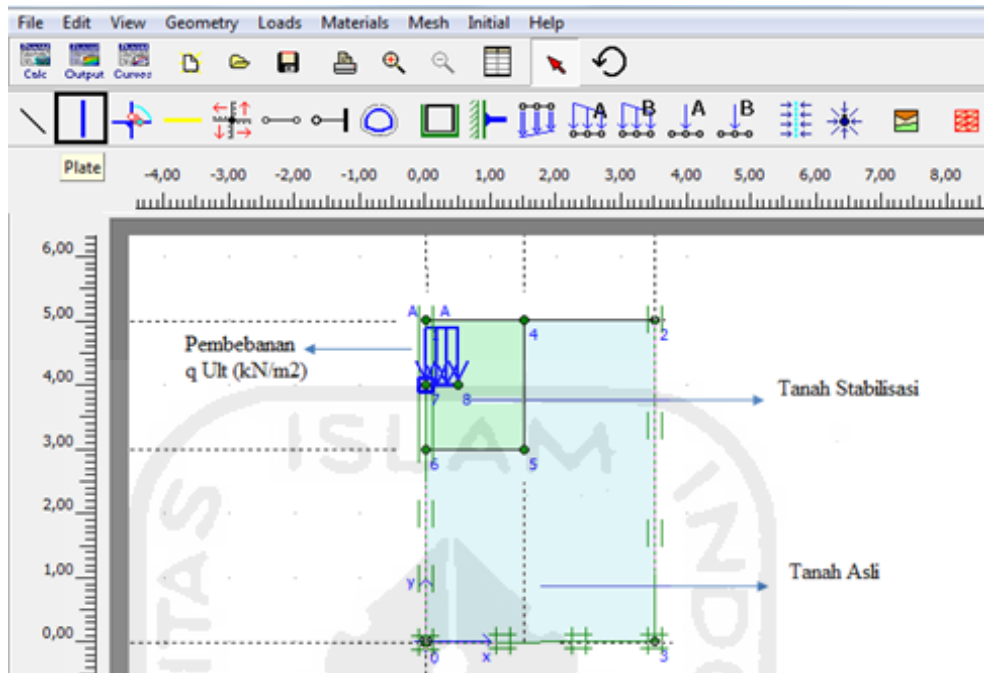 File Edit View Geometry Loads Materials Mesh Initial Help
Calc Output Curves
A B A B
Plate
-4,00 -3,00 -2,00 -1,00 0,00 1,00 2,00 3,00 4,00 5,00 6,00 7,00 8,00
6,00
5,00
A A
4 2
Pembebanan
q Ult (kN/m2)
4,00
7 8
Tanah Stabilisasi
3,00
6 5
ISLAM
2,00
1,00
y
Tanah Asli
0,00
0 x 3